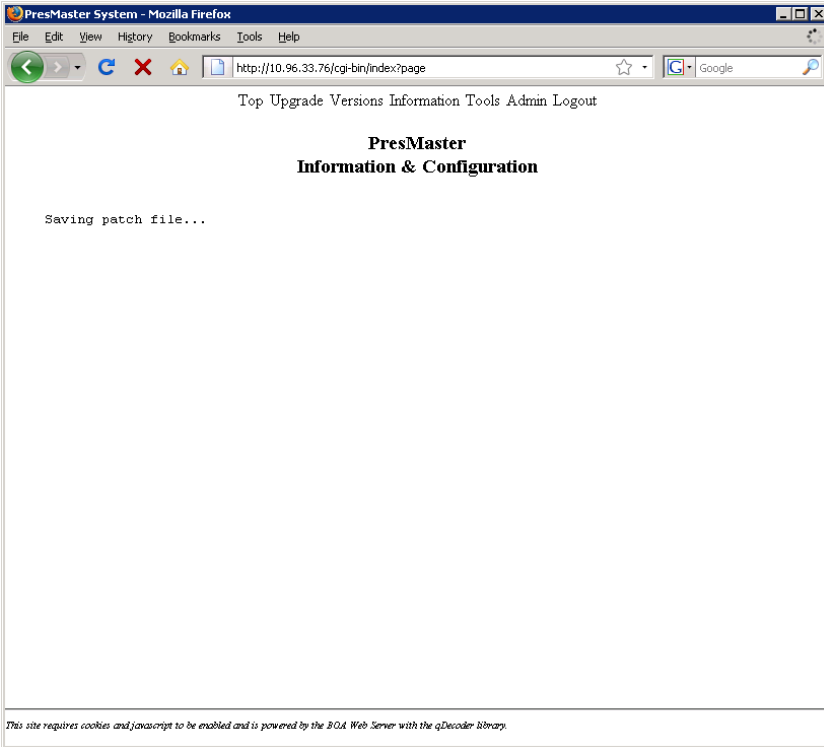 PresMaster System - Mozilla Firefox
File Edit View History Bookmarks Tools Help
http://10.96.33.76/cgi-bin/index?page
G Google
Top Upgrade Versions Information Tools Admin Logout
PresMaster
Information & Configuration
Saving patch file...
This site requires cookies and javascript to be enabled and is powered by the BOA Web Server with the qDecoder library.